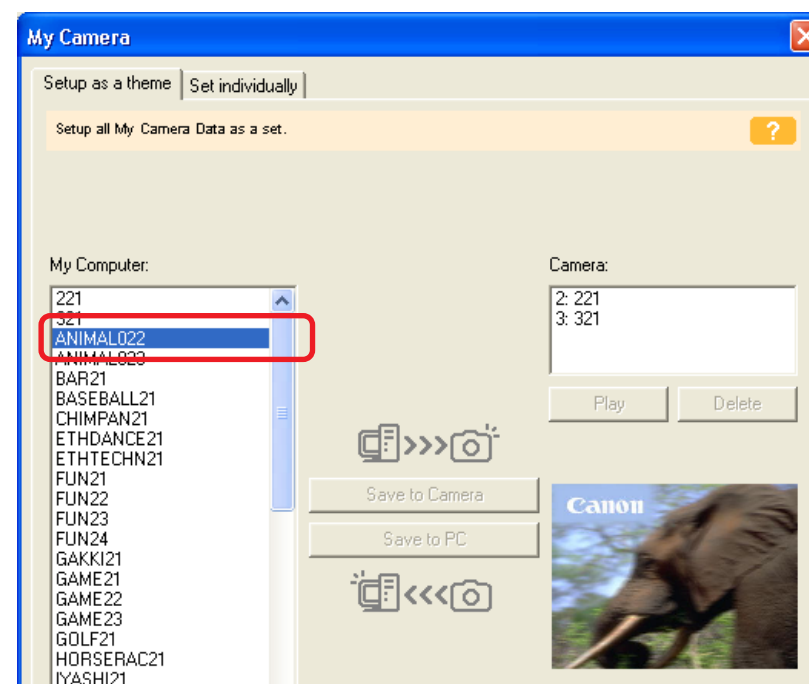 My Camera
Setup as a theme
Set individually
Setup all My Camera Data as a set.
?
My Computer:
221
321
ANIMAL022
ANIMAL023
BAR21
BASEBALL21
CHIMPAN21
ETHDANCE21
ETHTECHN21
FUN21
FUN22
FUN23
FUN24
GAKKI21
GAME21
GAME22
GAME23
GOLF21
HORSERAC21
IYASHI21
>>>
Save to Camera
Save to PC
<<<
Camera:
2: 221
3: 321
Play
Delete
Canon